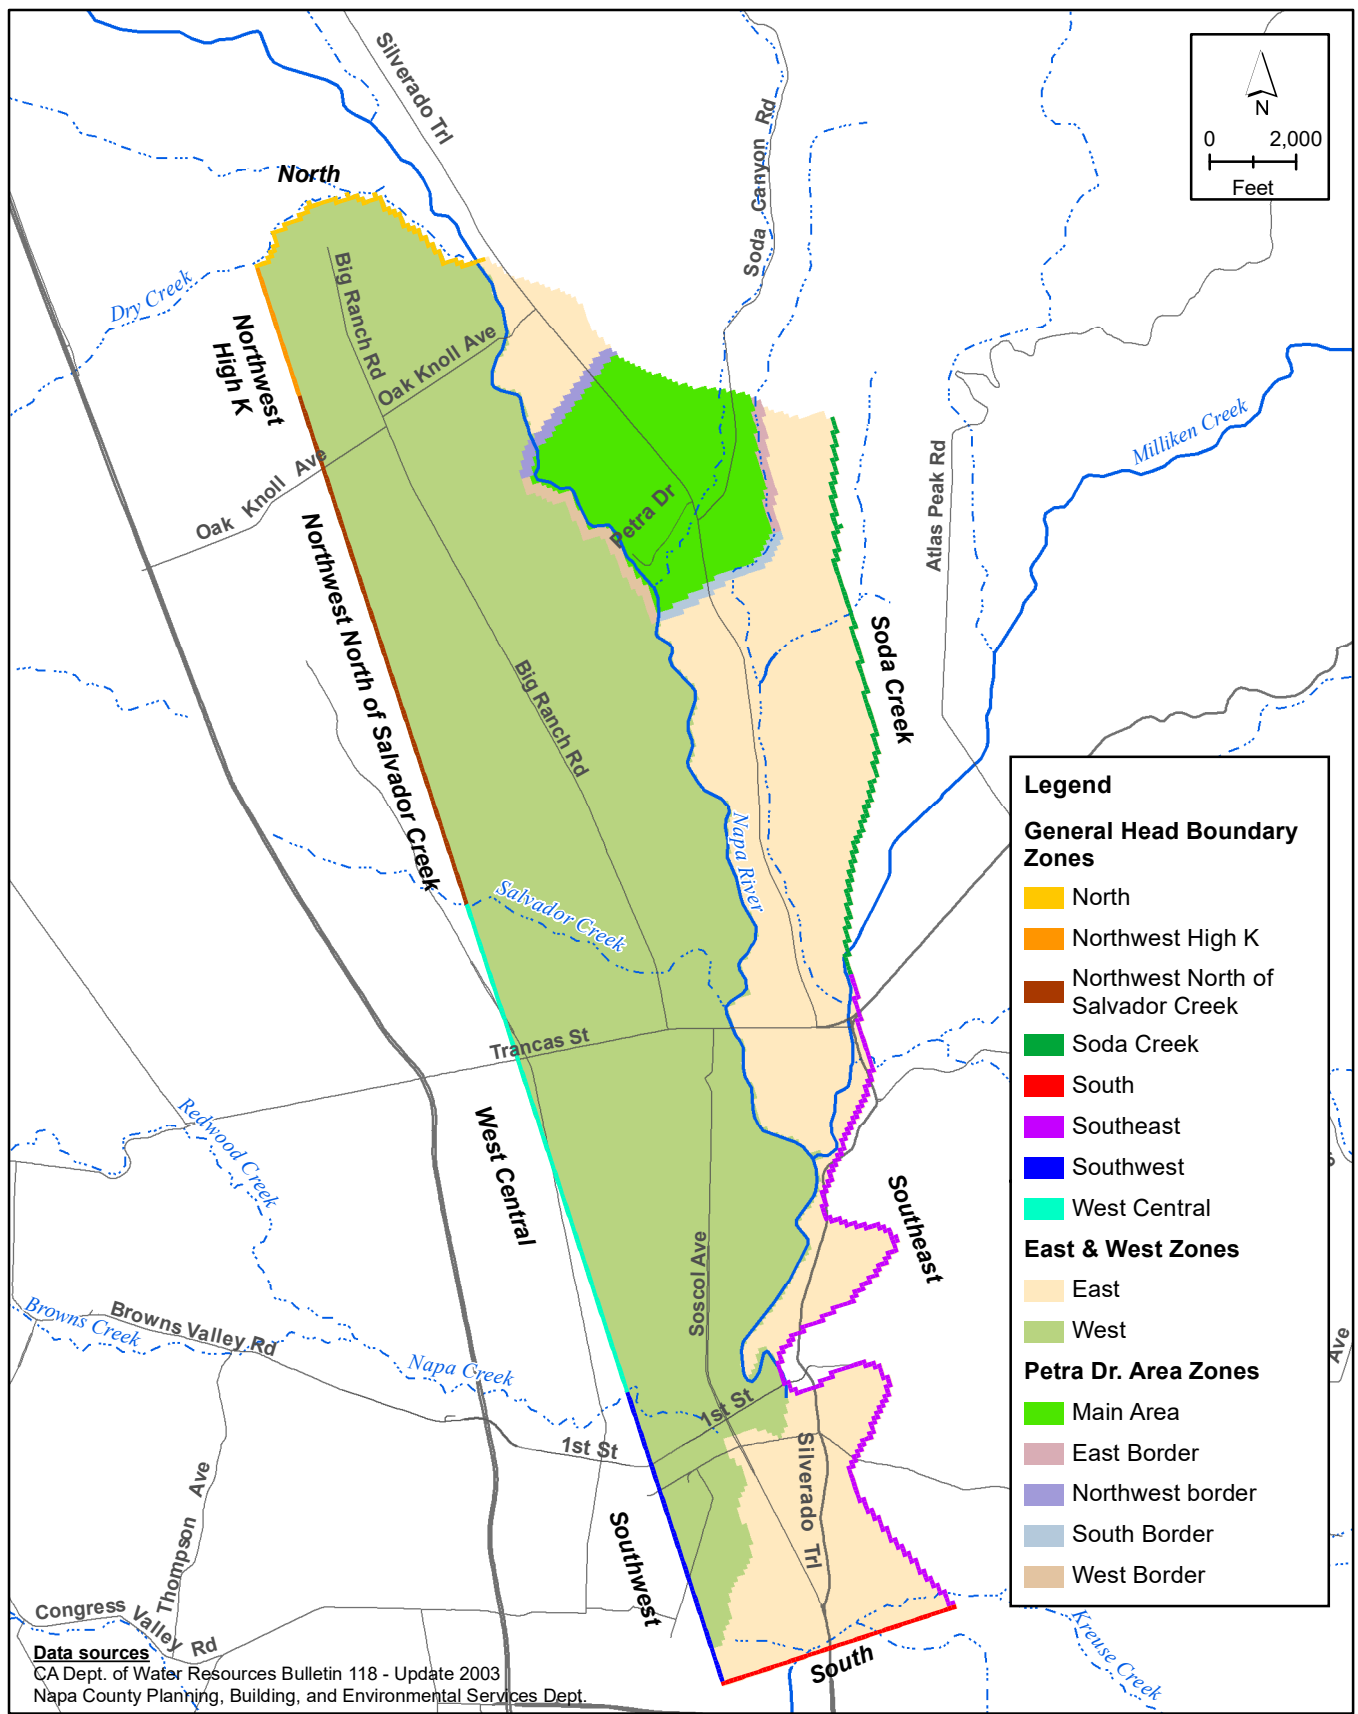 Silverado Trl
Soda Canyon Rd
N
0 2,000
Feet
North
Dry Creek
Big Ranch Rd
Oak Knoll Ave
Northwest
High K
Oak Knoll Ave
Petra Dr
Atlas Peak Rd
Milliken Creek
Northwest North of Salvador Creek
Soda Creek
Big Ranch Rd
Napa River
Salvador Creek
Trancas St
West Central
Redwood Creek
Southeast
Soscol Ave
Browns Creek
Browns Valley Rd
Napa Creek
1st St
1st St
Silverado Trl
Thompson Ave
Southwest
Congress Valley Rd
South
Kreuse Creek
Ave
Legend
General Head Boundary
Zones
North
Northwest High K
Northwest North of
Salvador Creek
Soda Creek
South
Southeast
Southwest
West Central
East & West Zones
East
West
Petra Dr. Area Zones
Main Area
East Border
Northwest border
South Border
West Border
Data sources
CA Dept. of Water Resources Bulletin 118 - Update 2003
Napa County Planning, Building, and Environmental Services Dept.